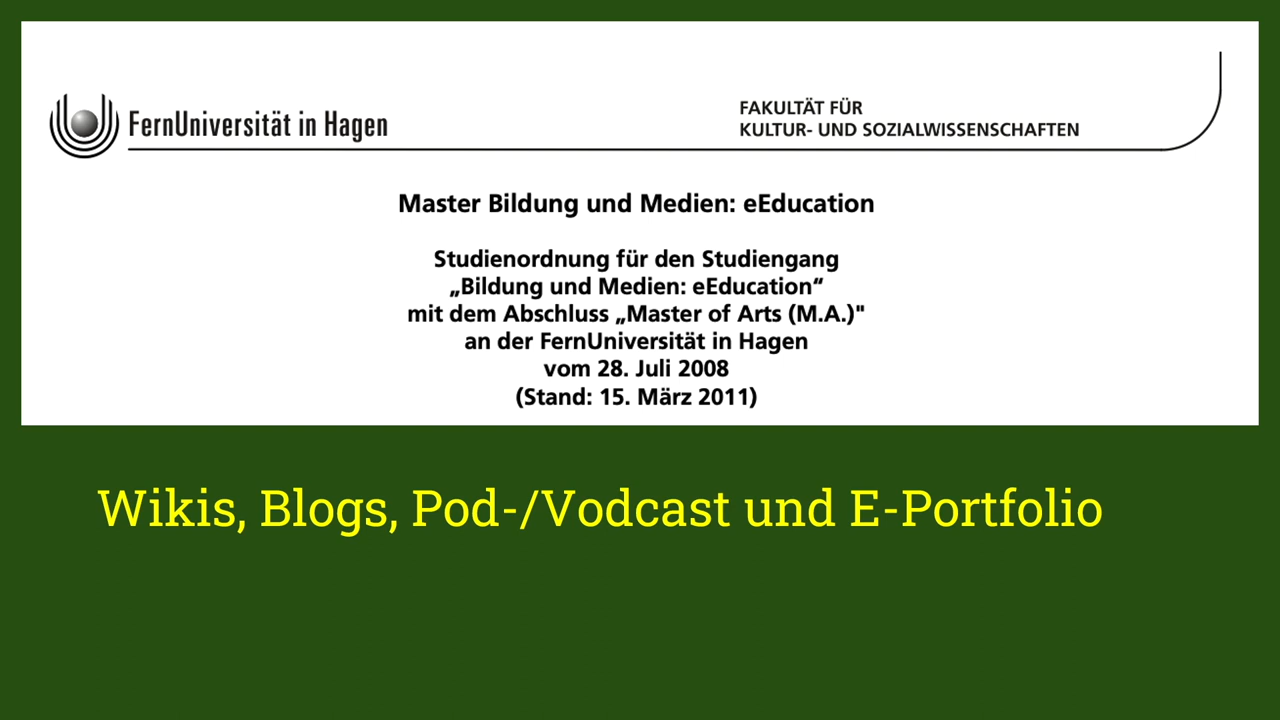 FernUniversität in Hagen
FAKULTÄT FÜR
KULTUR- UND SOZIALWISSENSCHAFTEN
Master Bildung und Medien: eEducation
Studienordnung für den Studiengang
„Bildung und Medien: eEducation“
mit dem Abschluss „Master of Arts (M.A.)"
an der FernUniversität in Hagen
vom 28. Juli 2008
(Stand: 15. März 2011)
Wikis, Blogs, Pod-/Vodcast und E-Portfolio